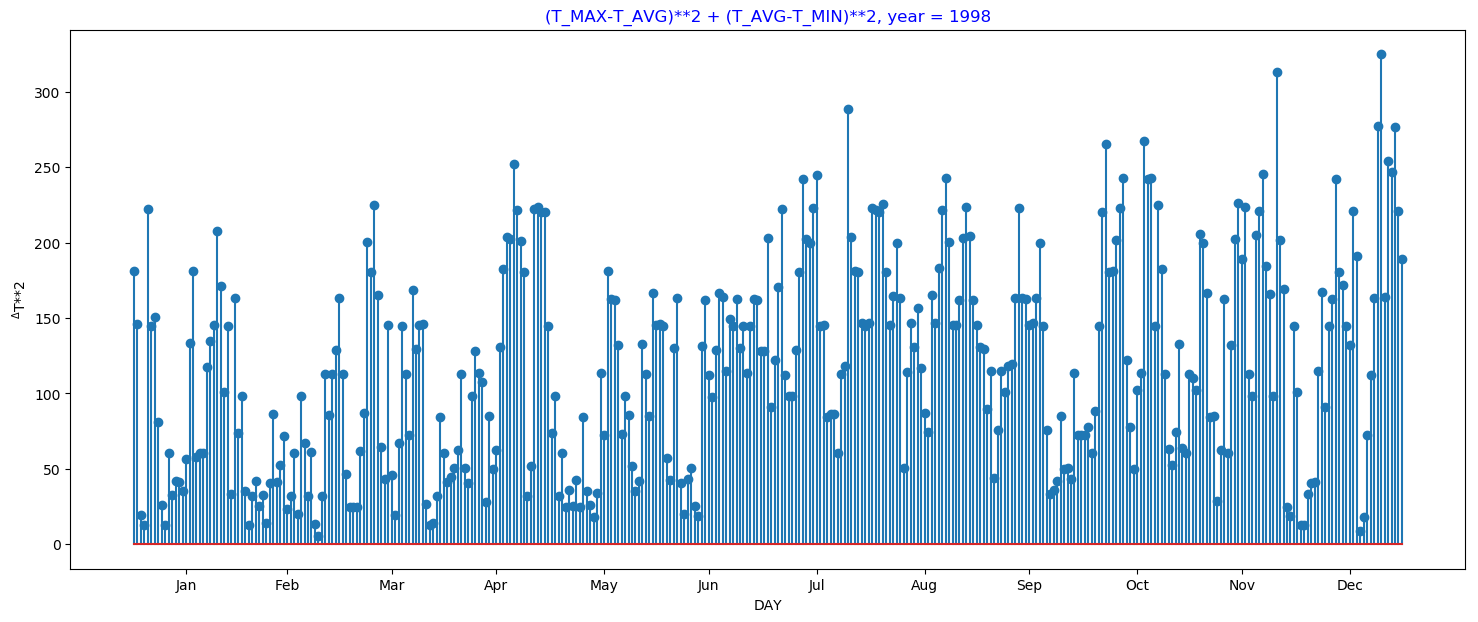 (T_MAX-T_AVG)**2 + (T_AVG-T_MIN)**2, year = 1998
300
250
200
150
100
50
0
ΔT**2
Jan Feb Mar Apr May Jun Jul Aug Sep Oct Nov Dec
DAY